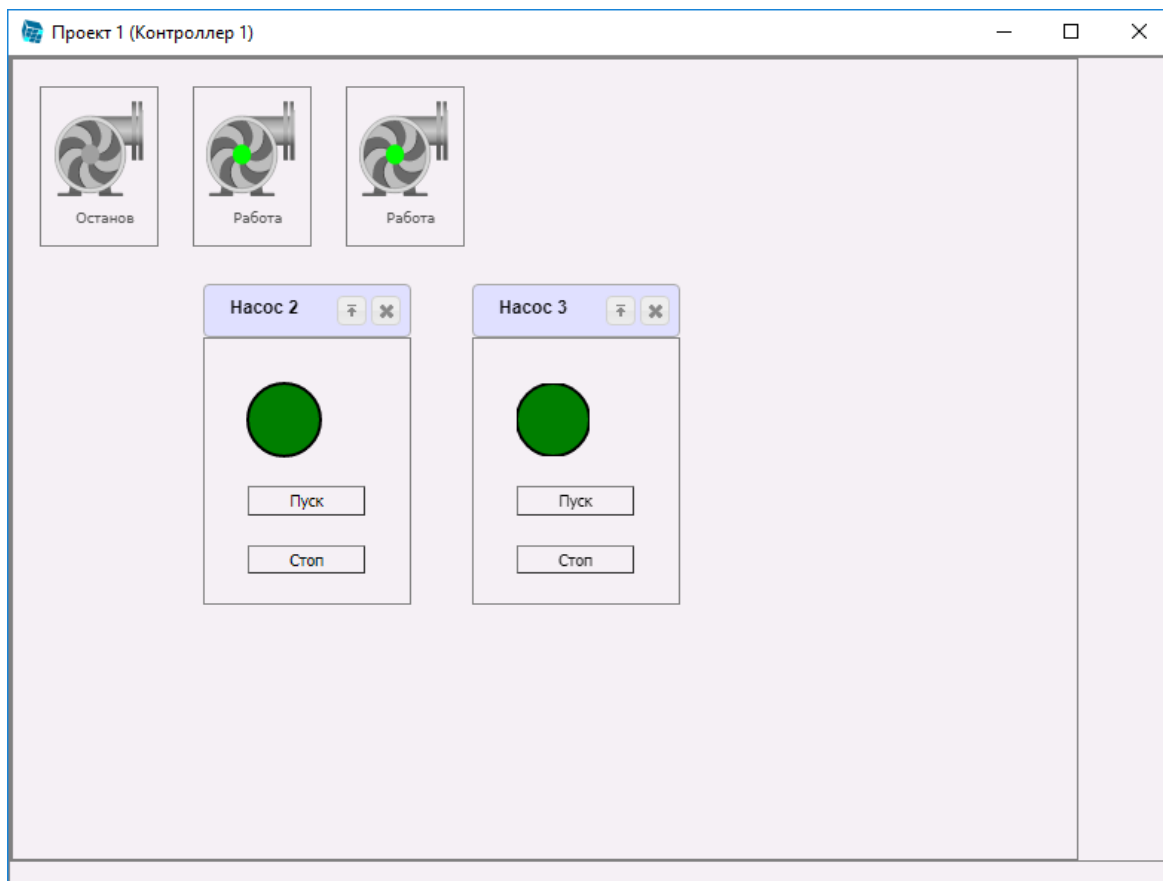 Проект 1 (Контроллер 1)
Останов
Работа
Работа
Насос 2
Насос 3
Пуск
Пуск
Стоп
Стоп